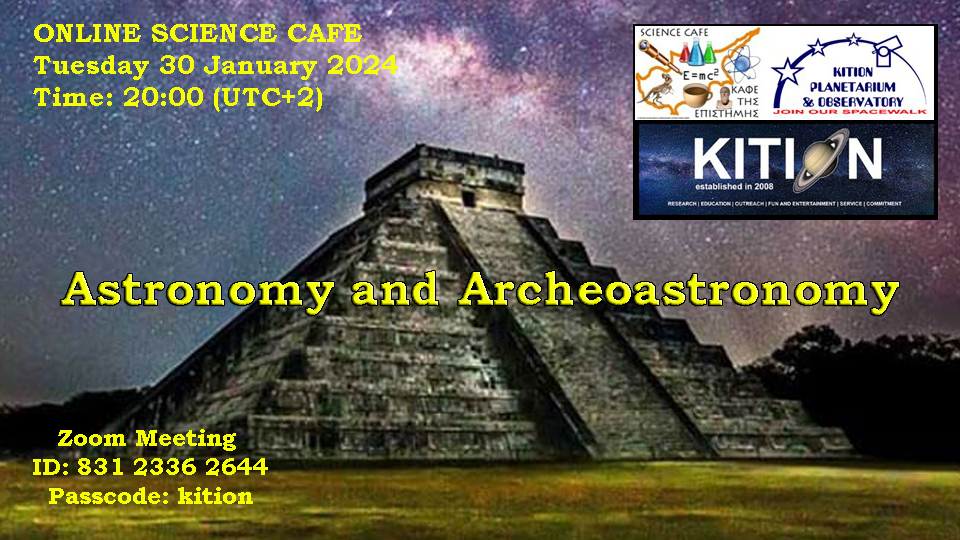 ONLINE SCIENCE CAFE
Tuesday 30 January 2024
Time: 20:00 (UTC+2)
SCIENCE CAFE
E=mc²
ΚΑΦΕ
ΤΗΣ
ΕΠΙΣΤΗΜΗΣ
KITION
PLANETARIUM
& OBSERVATORY
JOIN OUR SPACEWALK
KITION
established in 2008
RESEARCH | EDUCATION | OUTREACH | FUN AND ENTERTAINMENT | SERVICE | COMMITMENT
Astronomy and Archeoastronomy
Zoom Meeting
ID: 831 2336 2644
Passcode: kition